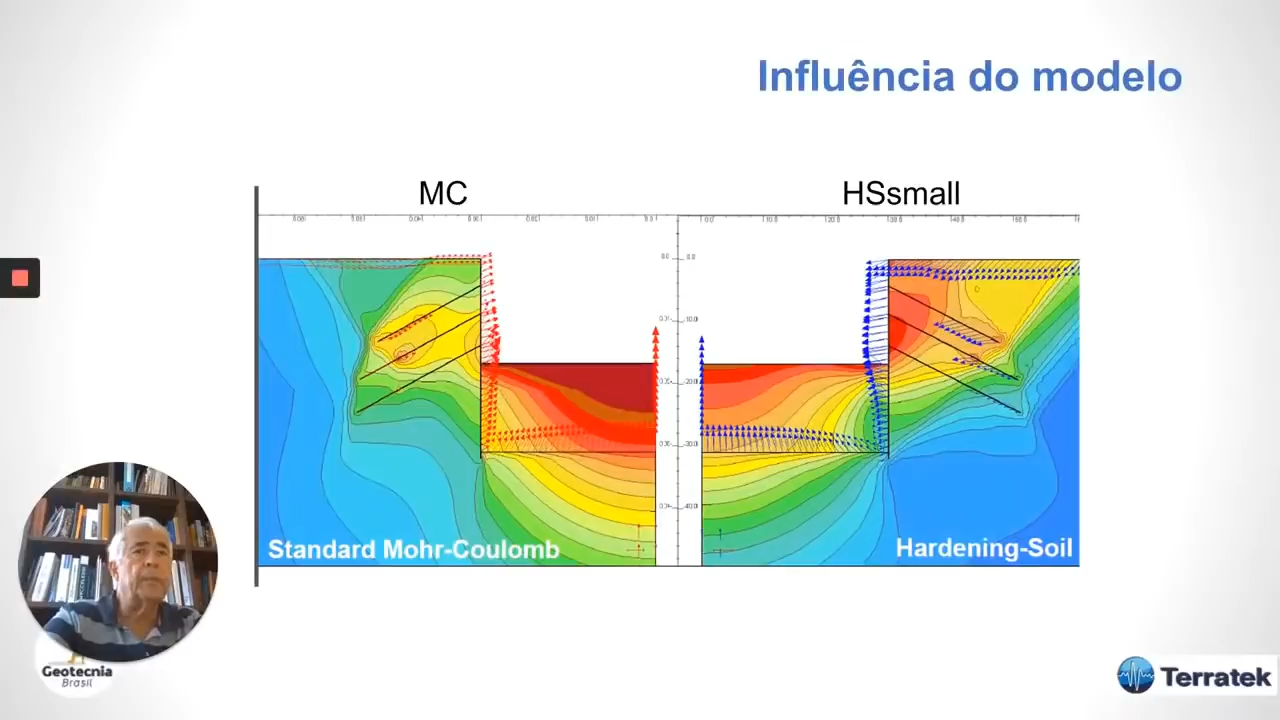 Influência do modelo
MC
HSsmall
Standard Mohr-Coulomb
Hardening-Soil
Geotecnia
Brasil
Terratek